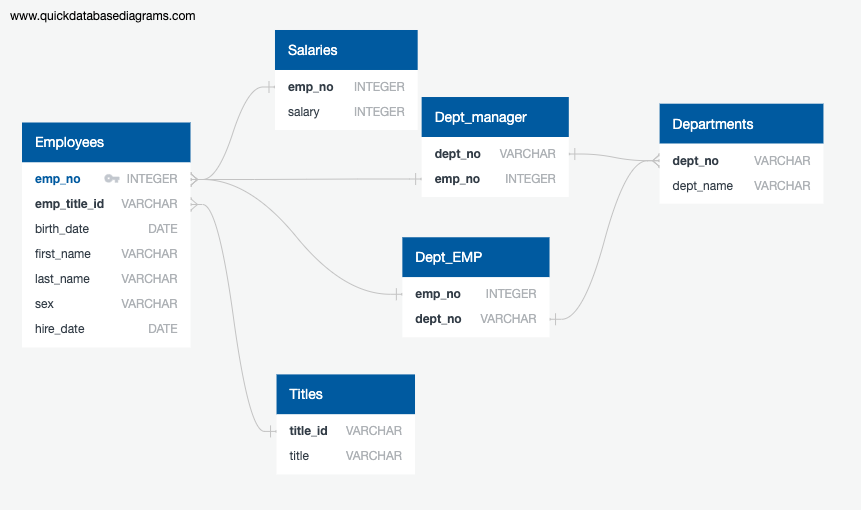 www.quickdatabasediagrams.com
Salaries
emp_no INTEGER
salary INTEGER
Dept_manager
dept_no VARCHAR
emp_no INTEGER
Departments
dept_no VARCHAR
dept_name VARCHAR
Employees
emp_no INTEGER
emp_title_id VARCHAR
birth_date DATE
first_name VARCHAR
last_name VARCHAR
sex VARCHAR
hire_date DATE
Dept_EMP
emp_no INTEGER
dept_no VARCHAR
Titles
title_id VARCHAR
title VARCHAR